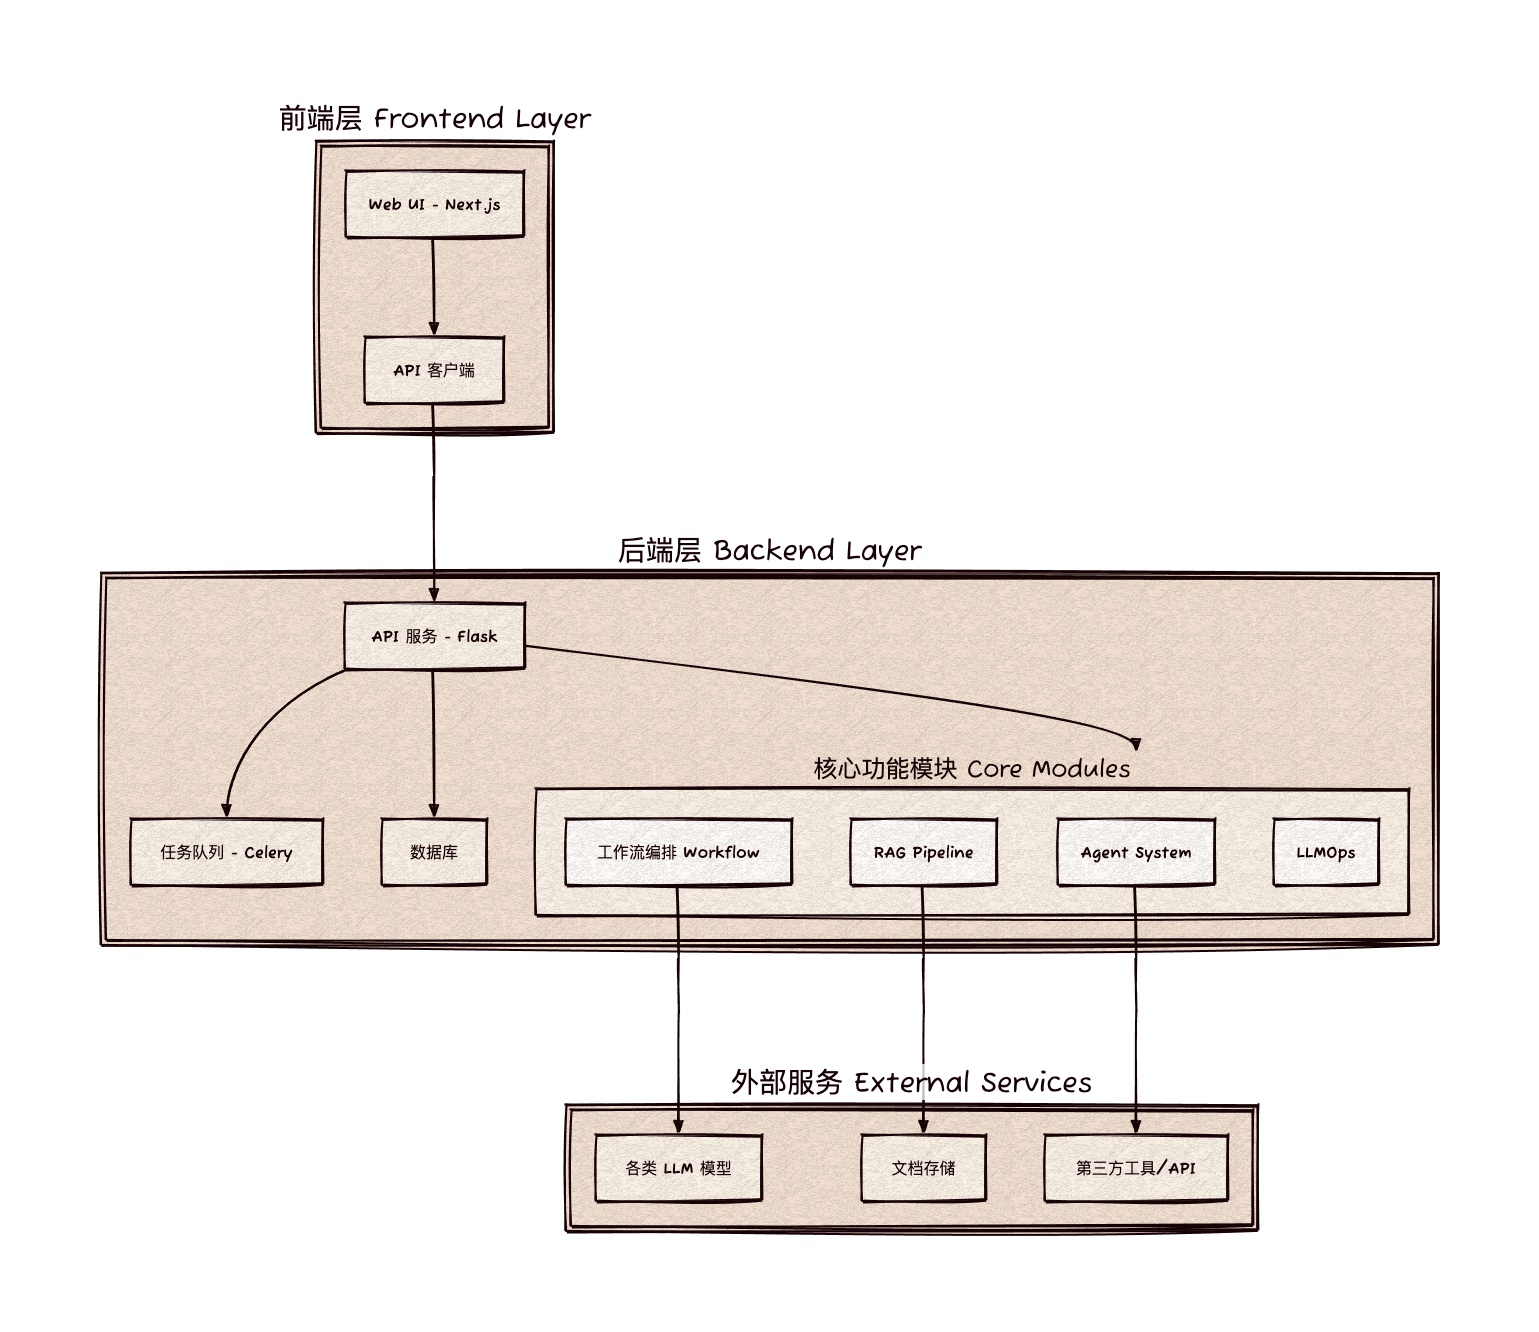 前端层 Frontend Layer
Web UI - Next.js
API 客户端
后端层 Backend Layer
API 服务 - Flask
核心功能模块 Core Modules
任务队列 - Celery
数据库
工作流编排 Workflow
RAG Pipeline
Agent System
LLMOps
外部服务 External Services
各类 LLM 模型
文档存储
第三方工具/API